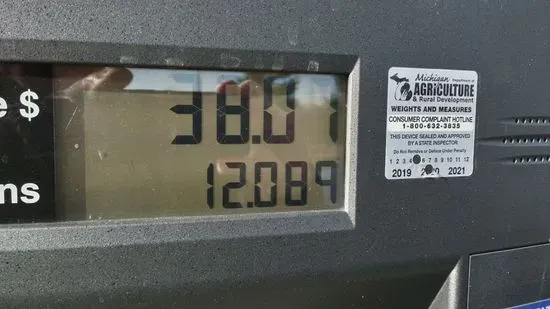 e $ 38.07
ns 12.089
Michigan Department of
AGRICULTURE
& Rural Development
WEIGHTS AND MEASURES
CONSUMER COMPLAINT HOTLINE
1-800-632-3835
THIS DEVICE SEALED AND APPROVED
BY A STATE INSPECTOR
Do Not Remove or Deface Under Penalty
1 2 3 4 6 7 8 9 10 11 12
2019 2020 2021